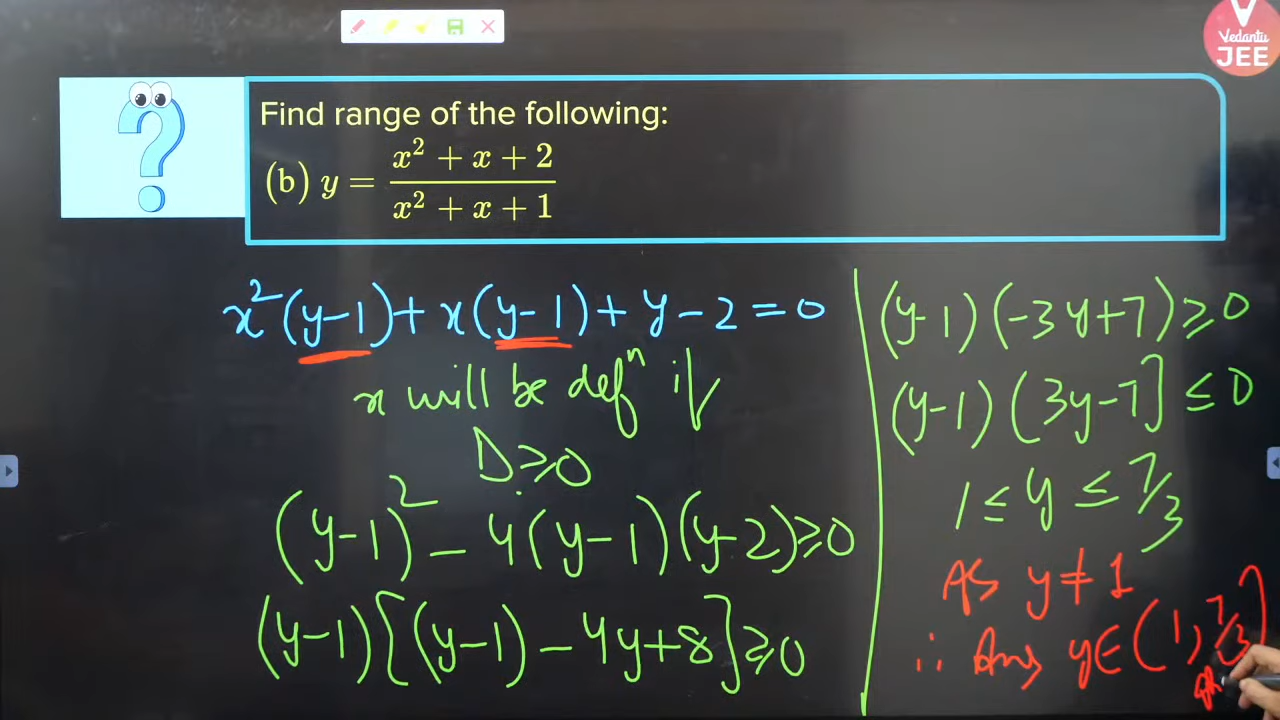 Vedantu
JEE
Find range of the following:
(b) y = (x² + x + 2)/(x² + x + 1)
x²(y-1) + x(y-1) + y - 2 = 0
x will be defⁿ if
D ≥ 0
(y-1)² - 4(y-1)(y-2) ≥ 0
(y-1)[(y-1) - 4y + 8] ≥ 0
(y-1)(-3y+7) ≥ 0
(y-1)(3y-7] ≤ 0
1 ≤ y ≤ 7/3
As y ≠ 1
∴ Ans y ∈ (1, 7/3]